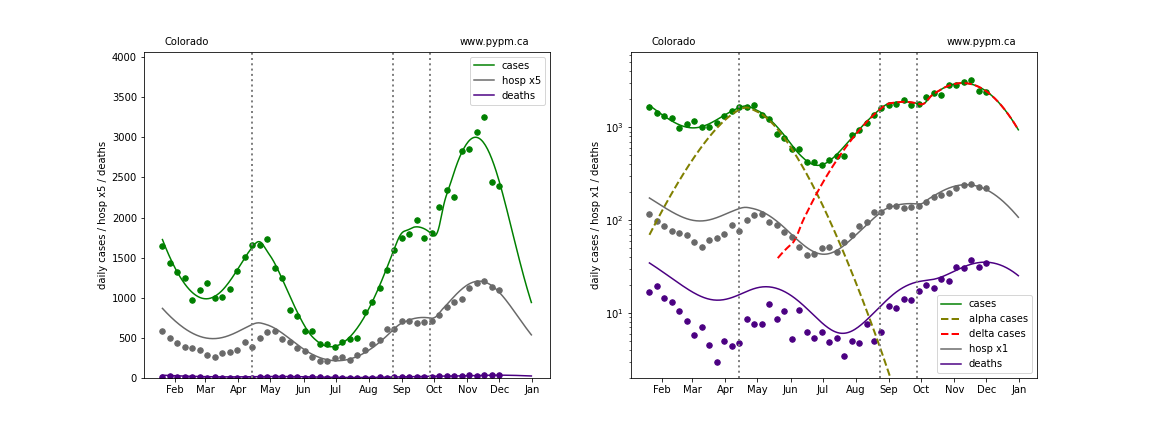 Colorado
www.pypm.ca
daily cases / hosp x5 / deaths
4000
3500
3000
2500
2000
1500
1000
500
0
cases
hosp x5
deaths
Feb Mar Apr May Jun Jul Aug Sep Oct Nov Dec Jan
Colorado
www.pypm.ca
daily cases / hosp x1 / deaths
10³
10²
10¹
cases
alpha cases
delta cases
hosp x1
deaths
Feb Mar Apr May Jun Jul Aug Sep Oct Nov Dec Jan